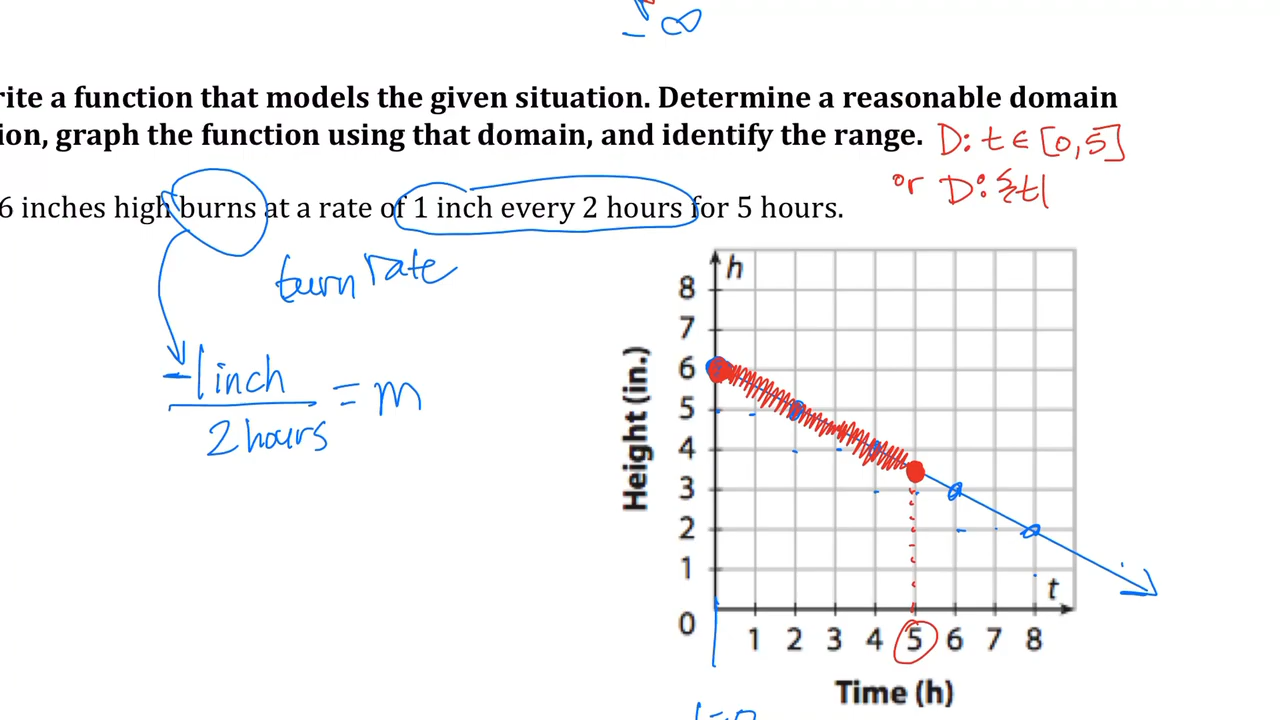 - ∞
rite a function that models the given situation. Determine a reasonable domain
ion, graph the function using that domain, and identify the range.
D: t ∈ [0,5]
or D: {t|
6 inches high burns at a rate of 1 inch every 2 hours for 5 hours.
burn rate
-1 inch
2 hours
= m
h
8
7
6
5
4
3
2
1
0
Height (in.)
t
1 2 3 4 5 6 7 8
Time (h)